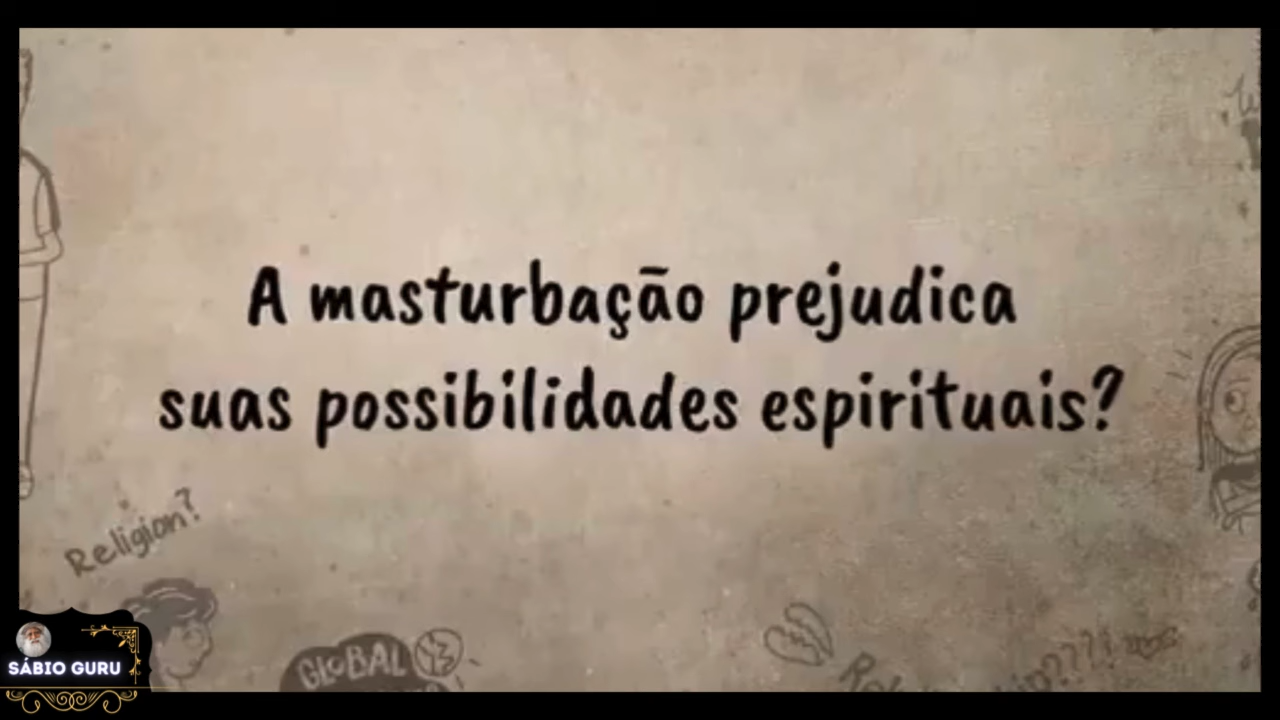 A masturbação prejudica
suas possibilidades espirituais?
Religion?
GLOBAL
SÁBIO GURU